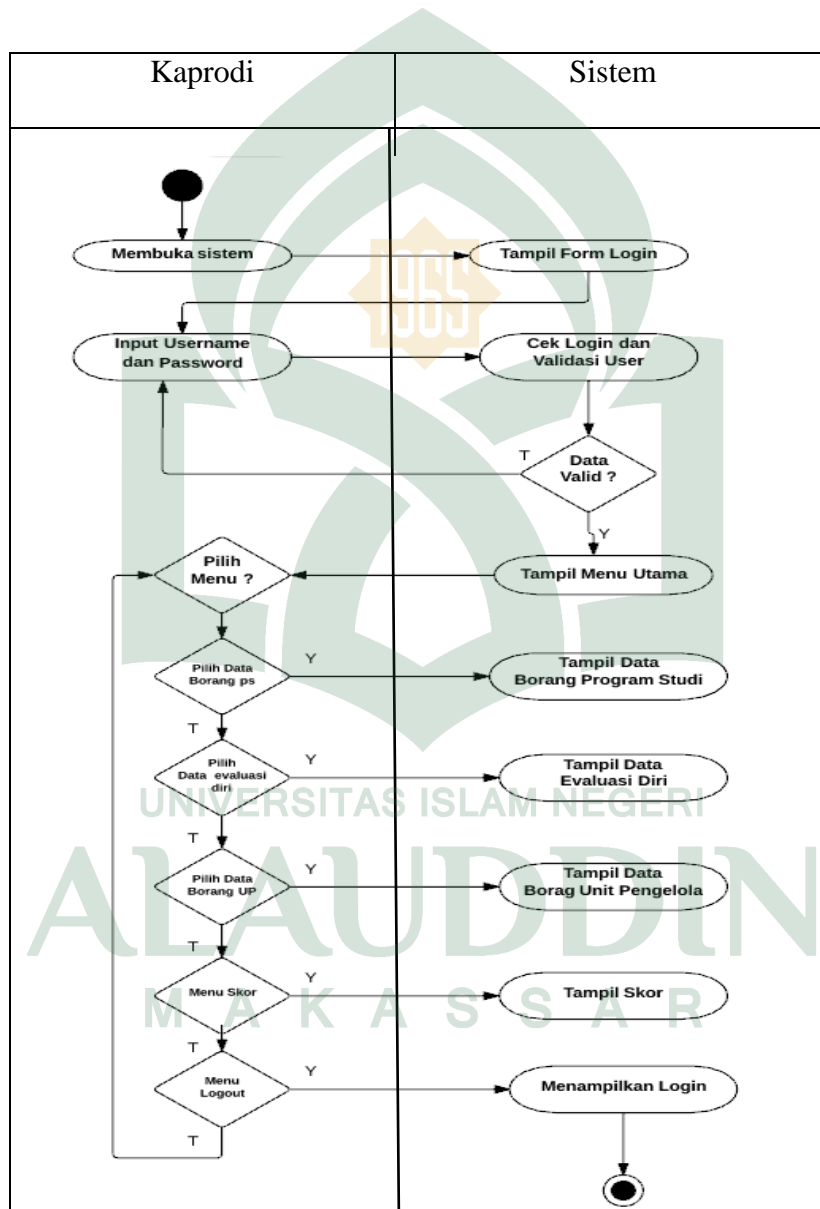 Kaprodi
Sistem
Membuka sistem
Tampil Form Login
1965
Input Username
dan Password
Cek Login dan
Validasi User
T
Data
Valid ?
Y
Pilih
Menu ?
Tampil Menu Utama
Pilih Data
Borang ps
Y
Tampil Data
Borang Program Studi
T
Pilih
Data evaluasi
diri
Y
Tampil Data
Evaluasi Diri
UNIVERSITAS ISLAM NEGERI
T
Pilih Data
Borang UP
Y
Tampil Data
Borag Unit Pengelola
ALAUDDIN
T
Menu Skor
Y
Tampil Skor
MAKASSAR
T
Menu
Logout
Y
Menampilkan Login
T